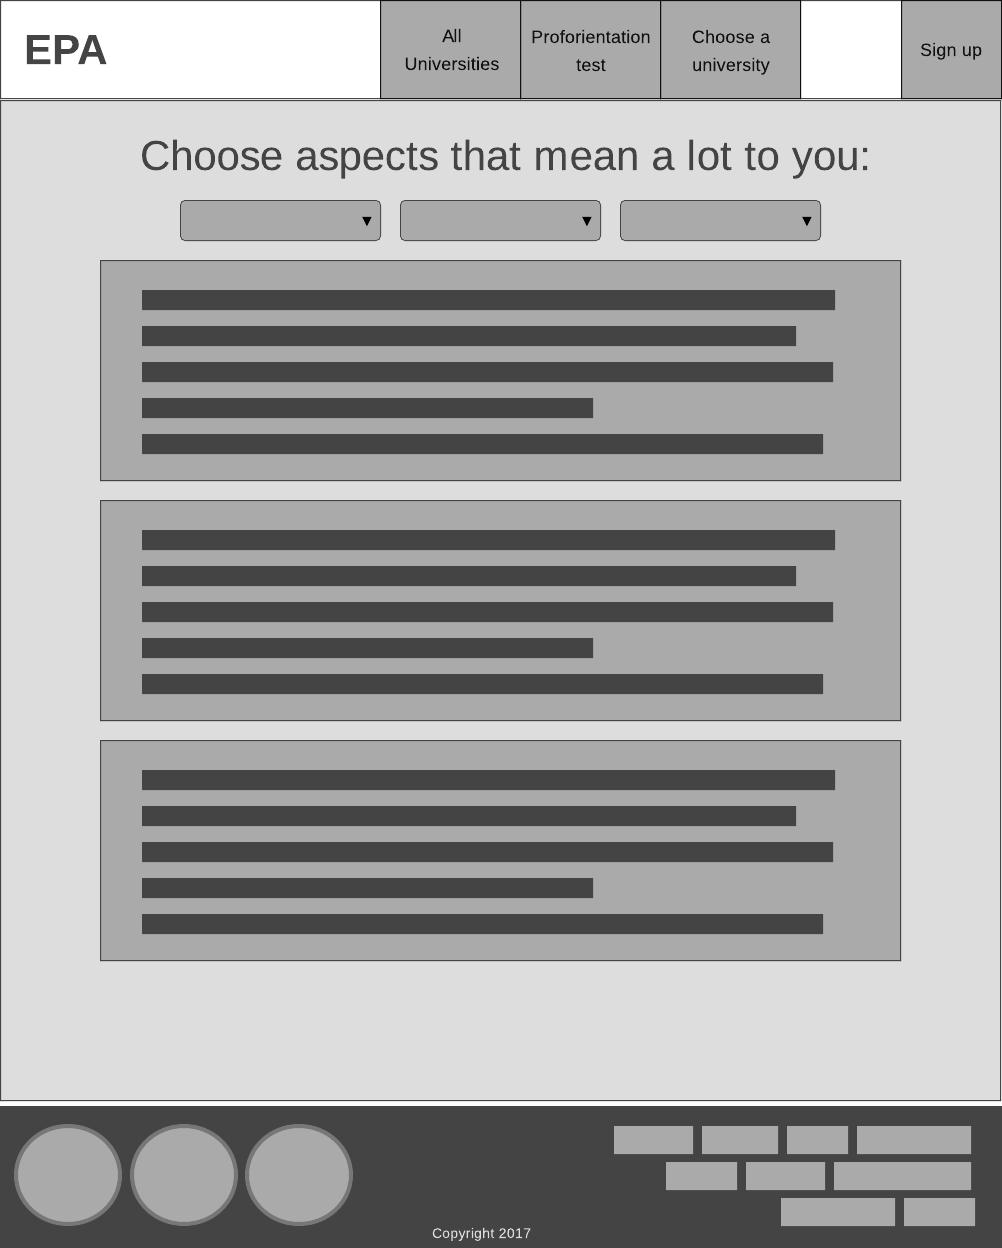 EPA
All
Universities
Proforientation
test
Choose a
university
Sign up
Choose aspects that mean a lot to you:
Copyright 2017